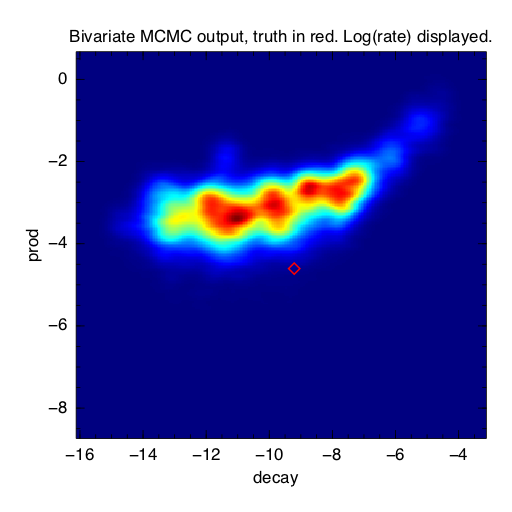 Bivariate MCMC output, truth in red. Log(rate) displayed.
0
−2
−4
−6
−8
prod
−16 −14 −12 −10 −8 −6 −4
decay